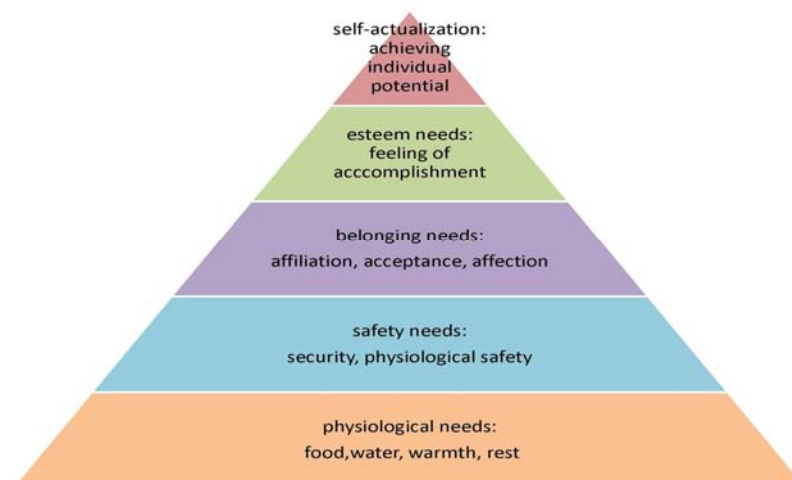 self-actualization:
achieving
individual
potential
esteem needs:
feeling of
acccomplishment
belonging needs:
affiliation, acceptance, affection
safety needs:
security, physiological safety
physiological needs:
food,water, warmth, rest